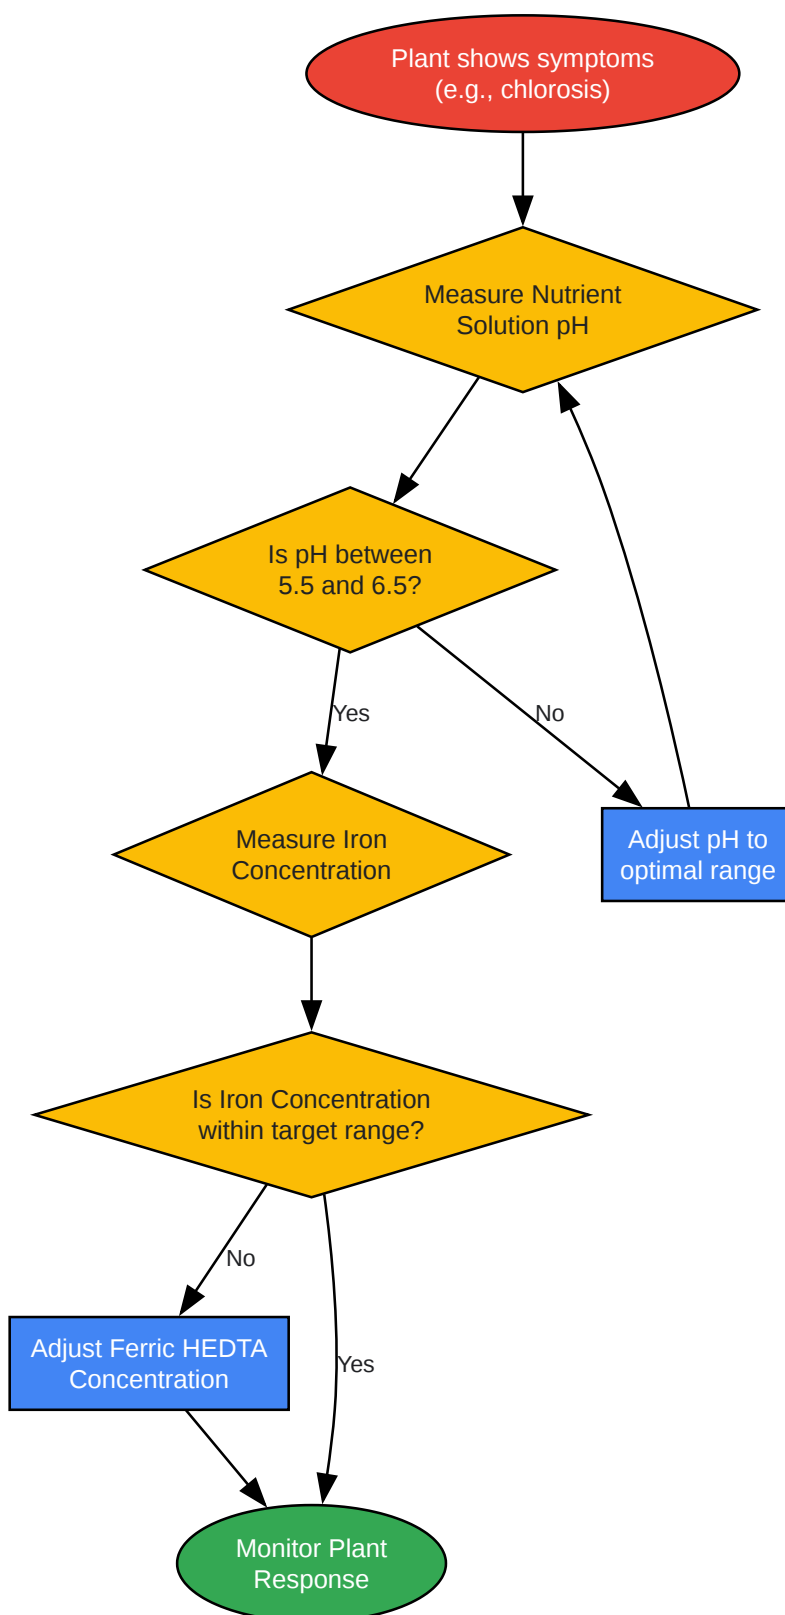 Plant shows symptoms
(e.g., chlorosis)
Measure Nutrient
Solution pH
Is pH between
5.5 and 6.5?
Yes
No
Measure Iron
Concentration
Adjust pH to
optimal range
Is Iron Concentration
within target range?
No
Adjust Ferric HEDTA
Concentration
Yes
Monitor Plant
Response